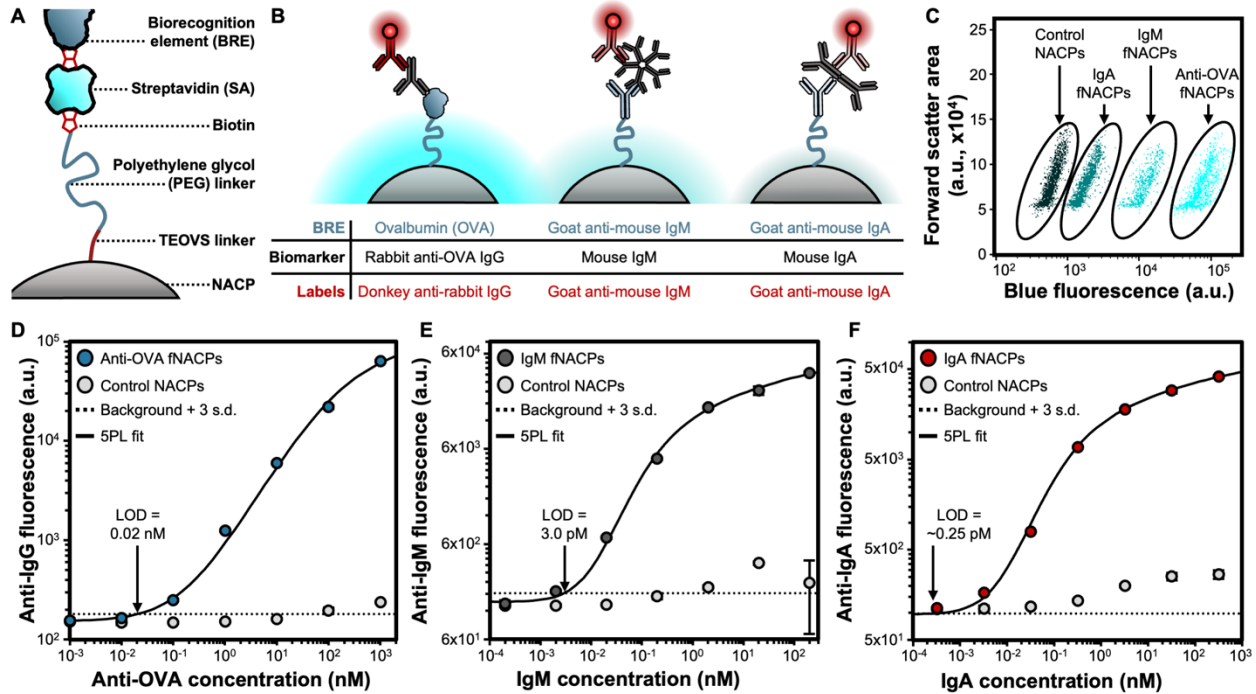 A
Biorecognition
element (BRE)
Streptavidin (SA)
Biotin
Polyethylene glycol
(PEG) linker
TEOVS linker
NACP
B
BRE Ovalbumin (OVA) Goat anti-mouse IgM Goat anti-mouse IgA
Biomarker Rabbit anti-OVA IgG Mouse IgM Mouse IgA
Labels Donkey anti-rabbit IgG Goat anti-mouse IgM Goat anti-mouse IgA
C
Control
NACPs
IgM
fNACPs
IgA
fNACPs
Anti-OVA
fNACPs
Forward scatter area
(a.u., x10⁴)
25
20
15
10
5
0
10² 10³ 10⁴ 10⁵
Blue fluorescence (a.u.)
D
Anti-OVA fNACPs
Control NACPs
Background + 3 s.d.
5PL fit
LOD =
0.02 nM
Anti-IgG fluorescence (a.u.)
10⁵
10⁴
10³
10²
10⁻³ 10⁻² 10⁻¹ 10⁰ 10¹ 10² 10³
Anti-OVA concentration (nM)
E
IgM fNACPs
Control NACPs
Background + 3 s.d.
5PL fit
LOD =
3.0 pM
Anti-IgM fluorescence (a.u.)
6x10⁴
6x10³
6x10²
6x10¹
10⁻⁴ 10⁻³ 10⁻² 10⁻¹ 10⁰ 10¹ 10²
IgM concentration (nM)
F
IgA fNACPs
Control NACPs
Background + 3 s.d.
5PL fit
LOD =
~0.25 pM
Anti-IgA fluorescence (a.u.)
5x10⁴
5x10³
5x10²
5x10¹
10⁻⁴ 10⁻³ 10⁻² 10⁻¹ 10⁰ 10¹ 10² 10³
IgA concentration (nM)